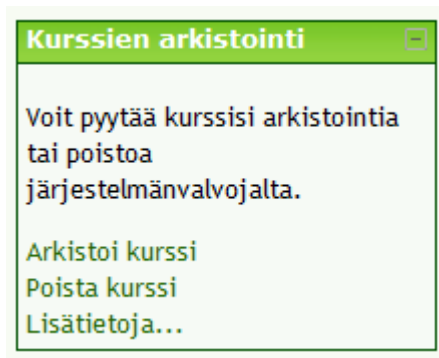 Kurssien arkistointi
Voit pyytää kurssisi arkistointia
tai poistoa
järjestelmänvalvojalta.
Arkistoi kurssi
Poista kurssi
Lisätietoja...